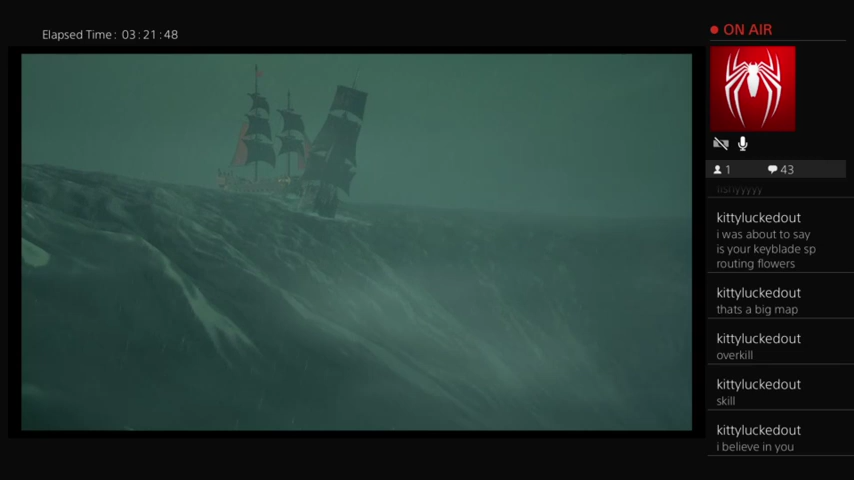 Elapsed Time: 03:21:48
ON AIR
1
43
kittyluckedout
i was about to say
is your keyblade sp
routing flowers
kittyluckedout
thats a big map
kittyluckedout
overkill
kittyluckedout
skill
kittyluckedout
i believe in you